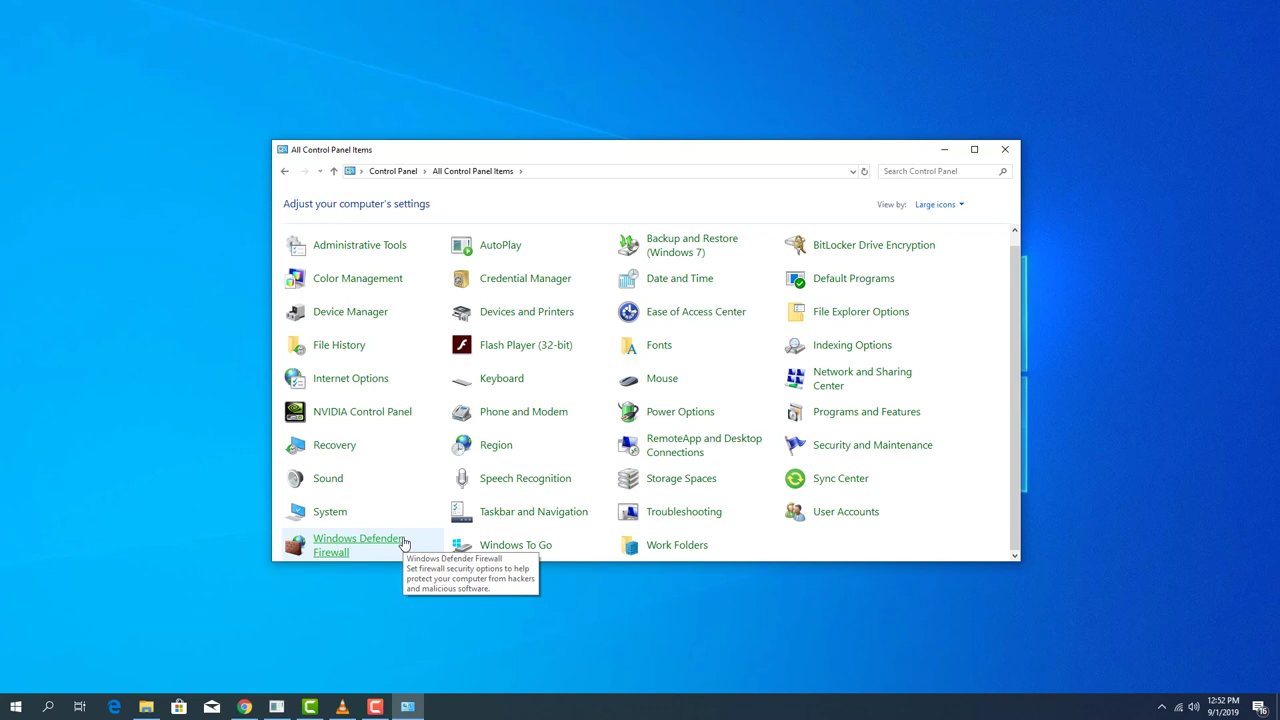 All Control Panel Items
Control Panel
All Control Panel Items
Search Control Panel
Adjust your computer's settings
View by:
Large icons
Administrative Tools
AutoPlay
Backup and Restore
(Windows 7)
BitLocker Drive Encryption
Color Management
Credential Manager
Date and Time
Default Programs
Device Manager
Devices and Printers
Ease of Access Center
File Explorer Options
File History
Flash Player (32-bit)
Fonts
Indexing Options
Internet Options
Keyboard
Mouse
Network and Sharing
Center
NVIDIA Control Panel
Phone and Modem
Power Options
Programs and Features
Recovery
Region
RemoteApp and Desktop
Connections
Security and Maintenance
Sound
Speech Recognition
Storage Spaces
Sync Center
System
Taskbar and Navigation
Troubleshooting
User Accounts
Windows Defender
Firewall
Windows To Go
Work Folders
Windows Defender Firewall
Set firewall security options to help
protect your computer from hackers
and malicious software.
12:52 PM
9/1/2019
16